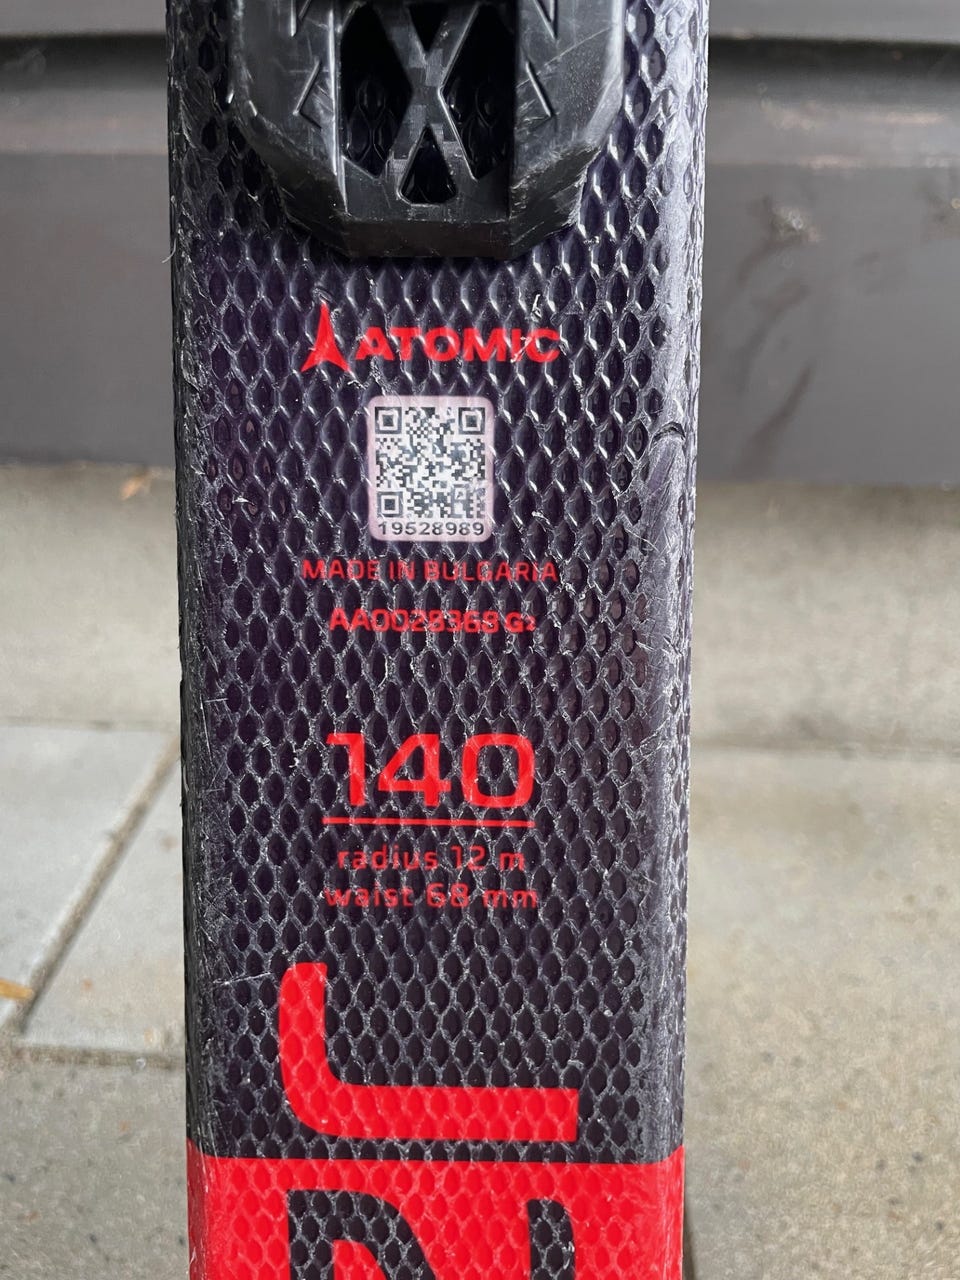 ATOMIC
19528989
MADE IN BULGARIA
AA0028368 G2
140
radius 12 m
waist 68 mm
J